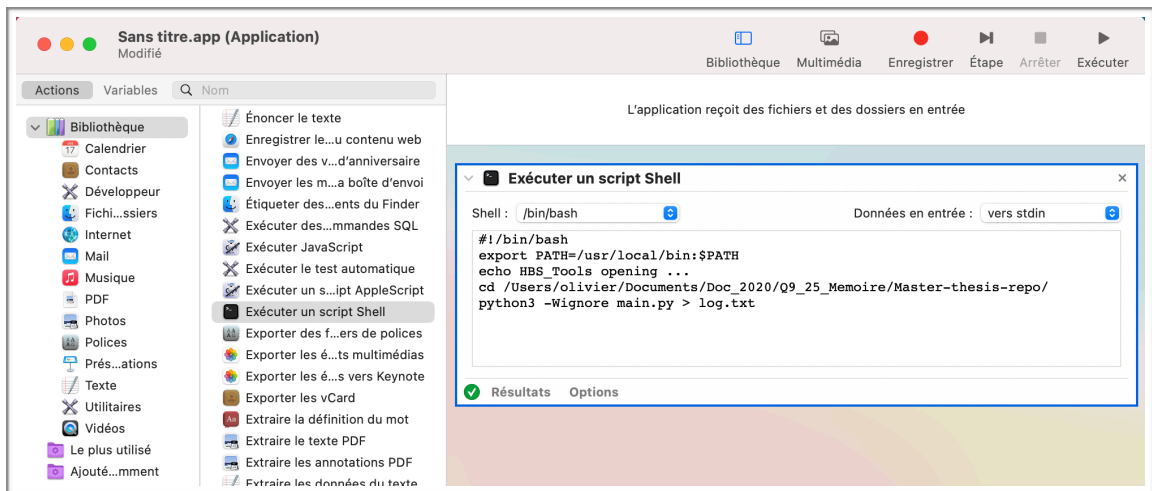 Sans titre.app (Application)
Modifié
Bibliothèque
Multimédia
Enregistrer
Étape
Arrêter
Exécuter
Actions
Variables
Nom
Bibliothèque
Calendrier
Contacts
Développeur
Fichi...ssiers
Internet
Mail
Musique
PDF
Photos
Polices
Prés...ations
Texte
Utilitaires
Vidéos
Le plus utilisé
Ajouté...mment
Énoncer le texte
Enregistrer le...u contenu web
Envoyer des v...d'anniversaire
Envoyer les m...a boîte d'envoi
Étiqueter des...ents du Finder
Exécuter des...mmandes SQL
Exécuter JavaScript
Exécuter le test automatique
Exécuter un s...ipt AppleScript
Exécuter un script Shell
Exporter des f...ers de polices
Exporter les é...ts multimédias
Exporter les é...s vers Keynote
Exporter les vCard
Extraire la définition du mot
Extraire le texte PDF
Extraire les annotations PDF
Extraire les données du texte
L'application reçoit des fichiers et des dossiers en entrée
Exécuter un script Shell
Shell : /bin/bash
Données en entrée : vers stdin
#!/bin/bash
export PATH=/usr/local/bin:$PATH
echo HBS_Tools opening ...
cd /Users/olivier/Documents/Doc_2020/Q9_25_Memoire/Master-thesis-repo/
python3 -Wignore main.py > log.txt
Résultats
Options